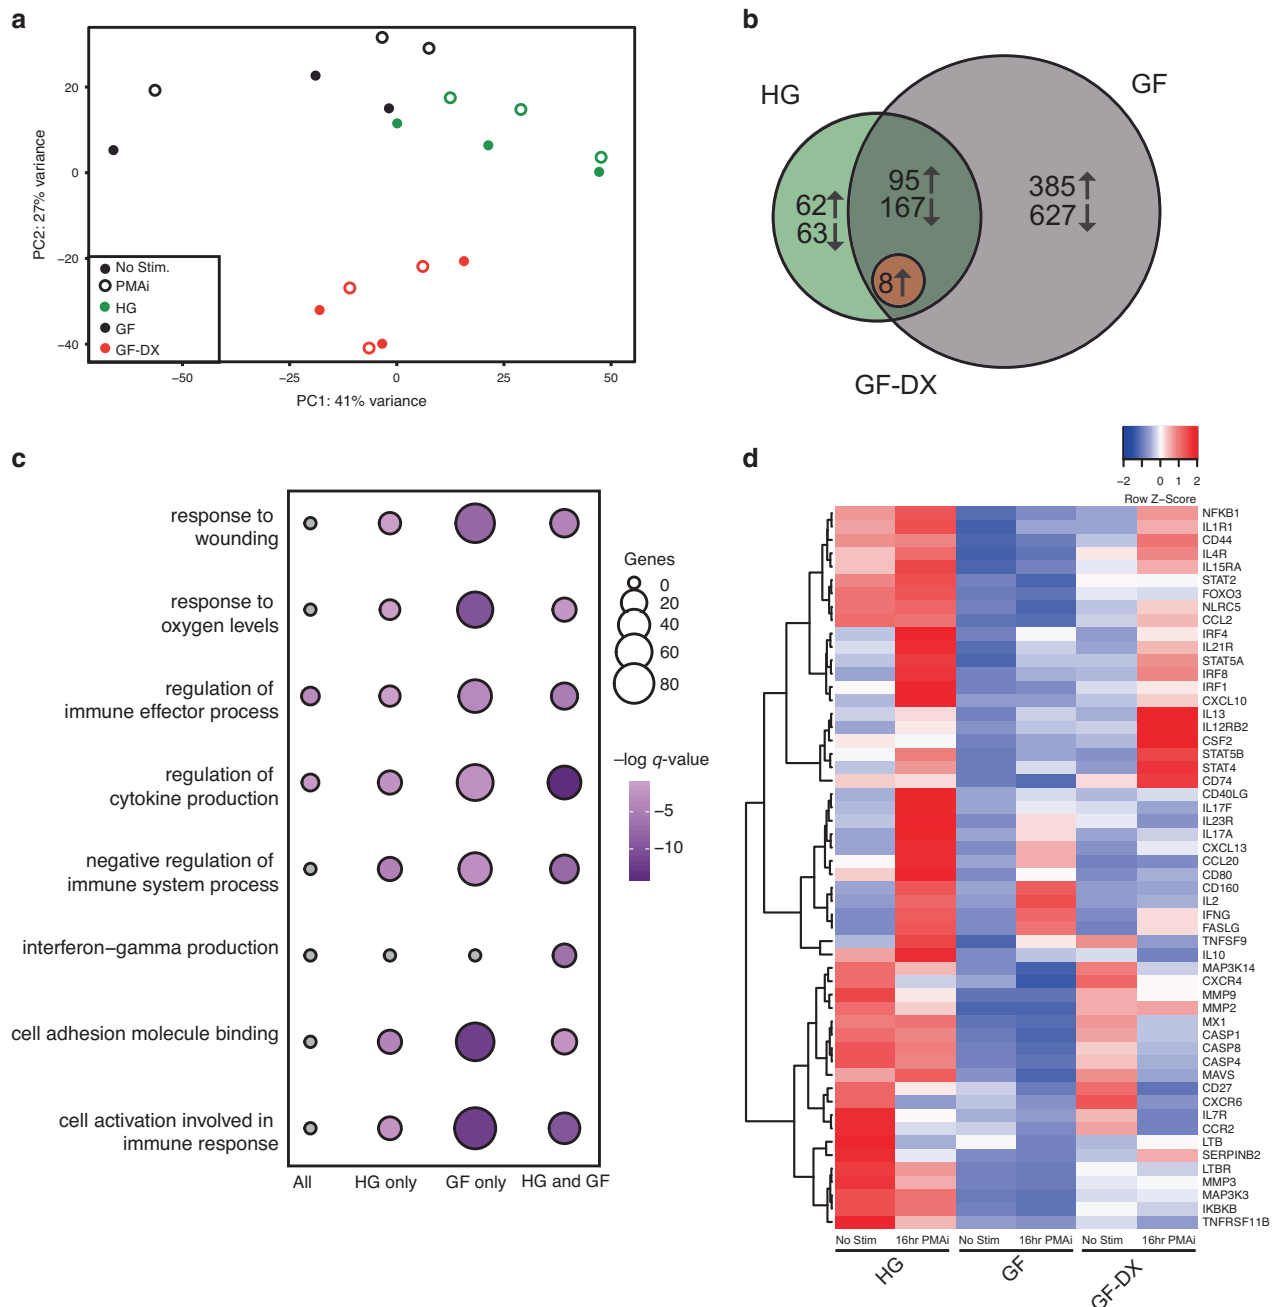 a
20
0
−20
−40
PC2: 27% variance
No Stim.
PMAi
HG
GF
GF-DX
−50
−25
0
25
50
PC1: 41% variance
b
HG
GF
62↑
63↓
95↑
167↓
385↑
627↓
8↑
GF-DX
c
response to
wounding
response to
oxygen levels
regulation of
immune effector process
regulation of
cytokine production
negative regulation of
immune system process
interferon−gamma production
cell adhesion molecule binding
cell activation involved in
immune response
All
HG only
GF only
HG and GF
Genes
0
20
40
60
80
−log q-value
−5
−10
d
−2
0
1
2
Row Z-Score
NFKB1
IL1R1
CD44
IL4R
IL15RA
STAT2
FOXO3
NLRC5
CCL2
IRF4
IL21R
STAT5A
IRF8
IRF1
CXCL10
IL13
IL12RB2
CSF2
STAT5B
STAT4
CD74
CD40LG
IL17F
IL23R
IL17A
CXCL13
CCL20
CD80
CD160
IL2
IFNG
FASLG
TNFSF9
IL10
MAP3K14
CXCR4
MMP9
MMP2
MX1
CASP1
CASP8
CASP4
MAVS
CD27
CXCR6
IL7R
CCR2
LTB
SERPINB2
LTBR
MMP3
MAP3K3
IKBKB
TNFRSF11B
No Stim
16hr PMAi
No Stim
16hr PMAi
No Stim
16hr PMAi
HG
GF
GF-DX